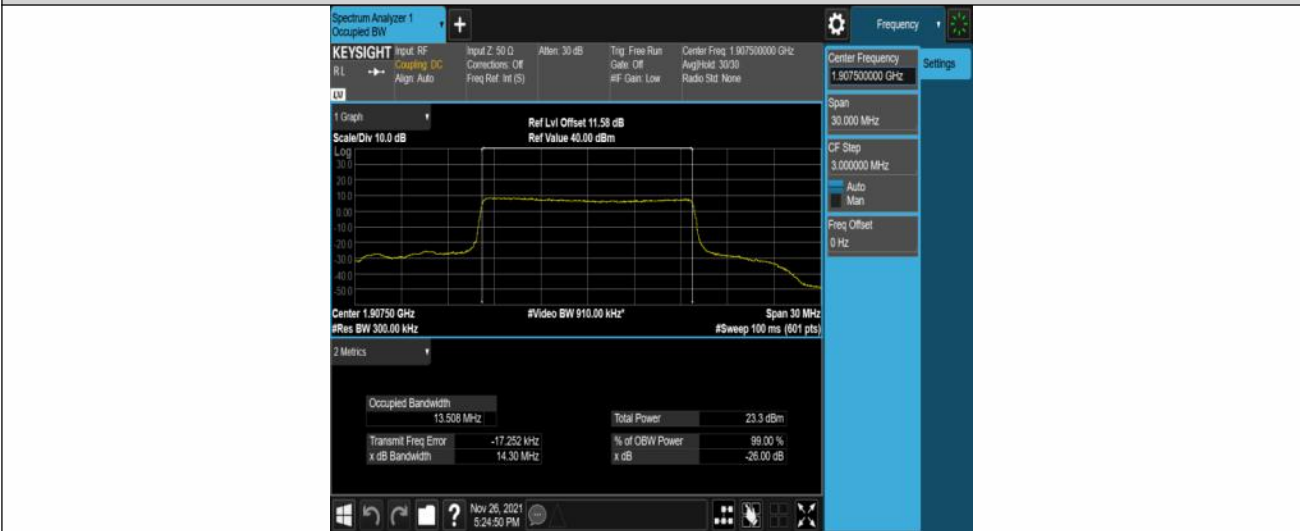 Spectrum Analyzer 1
Occupied BW
+
Frequency
KEYSIGHT
RL
LV
Input: RF
Coupling: DC
Align: Auto
Input Z: 50 Ω
Corrections: Off
Freq Ref: Int (S)
Atten: 30 dB
Trig: Free Run
Gate: Off
#IF Gain: Low
Center Freq: 1.907500000 GHz
Avg|Hold: 30/30
Radio Std: None
Center Frequency
1.907500000 GHz
Settings
Span
30.000 MHz
CF Step
3.000000 MHz
Auto
Man
Freq Offset
0 Hz
1 Graph
Scale/Div 10.0 dB
Ref Lvl Offset 11.58 dB
Ref Value 40.00 dBm
Log
30.0
20.0
10.0
0.00
-10.0
-20.0
-30.0
-40.0
-50.0
Center 1.90750 GHz
#Video BW 910.00 kHz*
Span 30 MHz
#Res BW 300.00 kHz
#Sweep 100 ms (601 pts)
2 Metrics
Occupied Bandwidth
13.508 MHz
Total Power 23.3 dBm
Transmit Freq Error -17.252 kHz
% of OBW Power 99.00 %
x dB Bandwidth 14.30 MHz
x dB -26.00 dB
?
Nov 26, 2021
5:24:50 PM